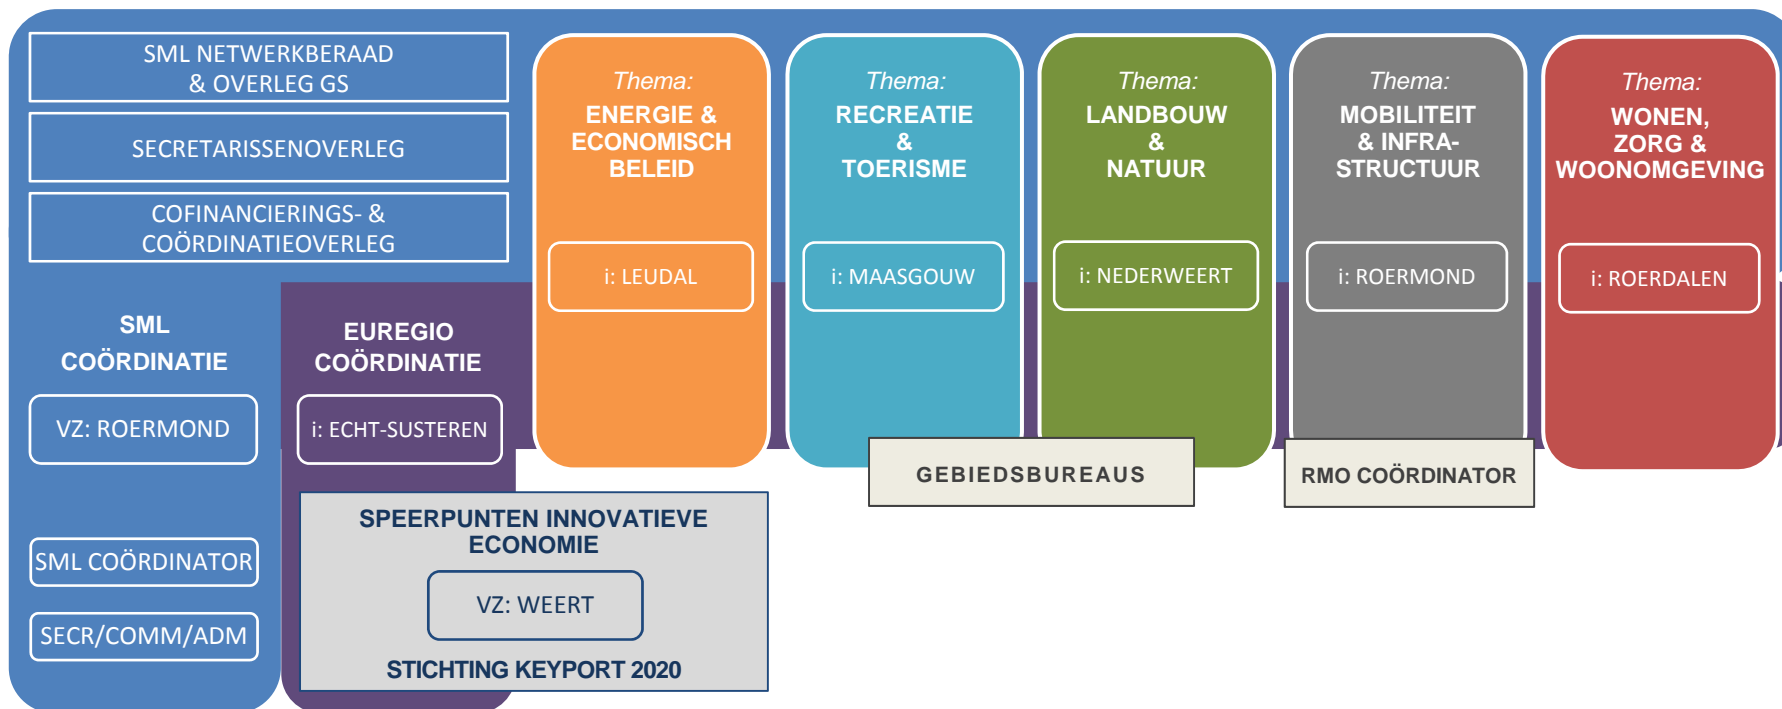 SML NETWERKBERAAD
& OVERLEG GS
SECRETARISSENOVERLEG
COFINANCIERINGS- &
COÖRDINATIEOVERLEG
SML
COÖRDINATIE
VZ: ROERMOND
SML COÖRDINATOR
SECR/COMM/ADM
EUREGIO
COÖRDINATIE
i: ECHT-SUSTEREN
SPEERPUNTEN INNOVATIEVE
ECONOMIE
VZ: WEERT
STICHTING KEYPORT 2020
Thema:
ENERGIE &
ECONOMISCH
BELEID
i: LEUDAL
Thema:
RECREATIE
&
TOERISME
i: MAASGOUW
Thema:
LANDBOUW
&
NATUUR
i: NEDERWEERT
GEBIEDSBUREAUS
Thema:
MOBILITEIT
& INFRA-
STRUCTUUR
i: ROERMOND
RMO COÖRDINATOR
Thema:
WONEN,
ZORG &
WOONOMGEVING
i: ROERDALEN